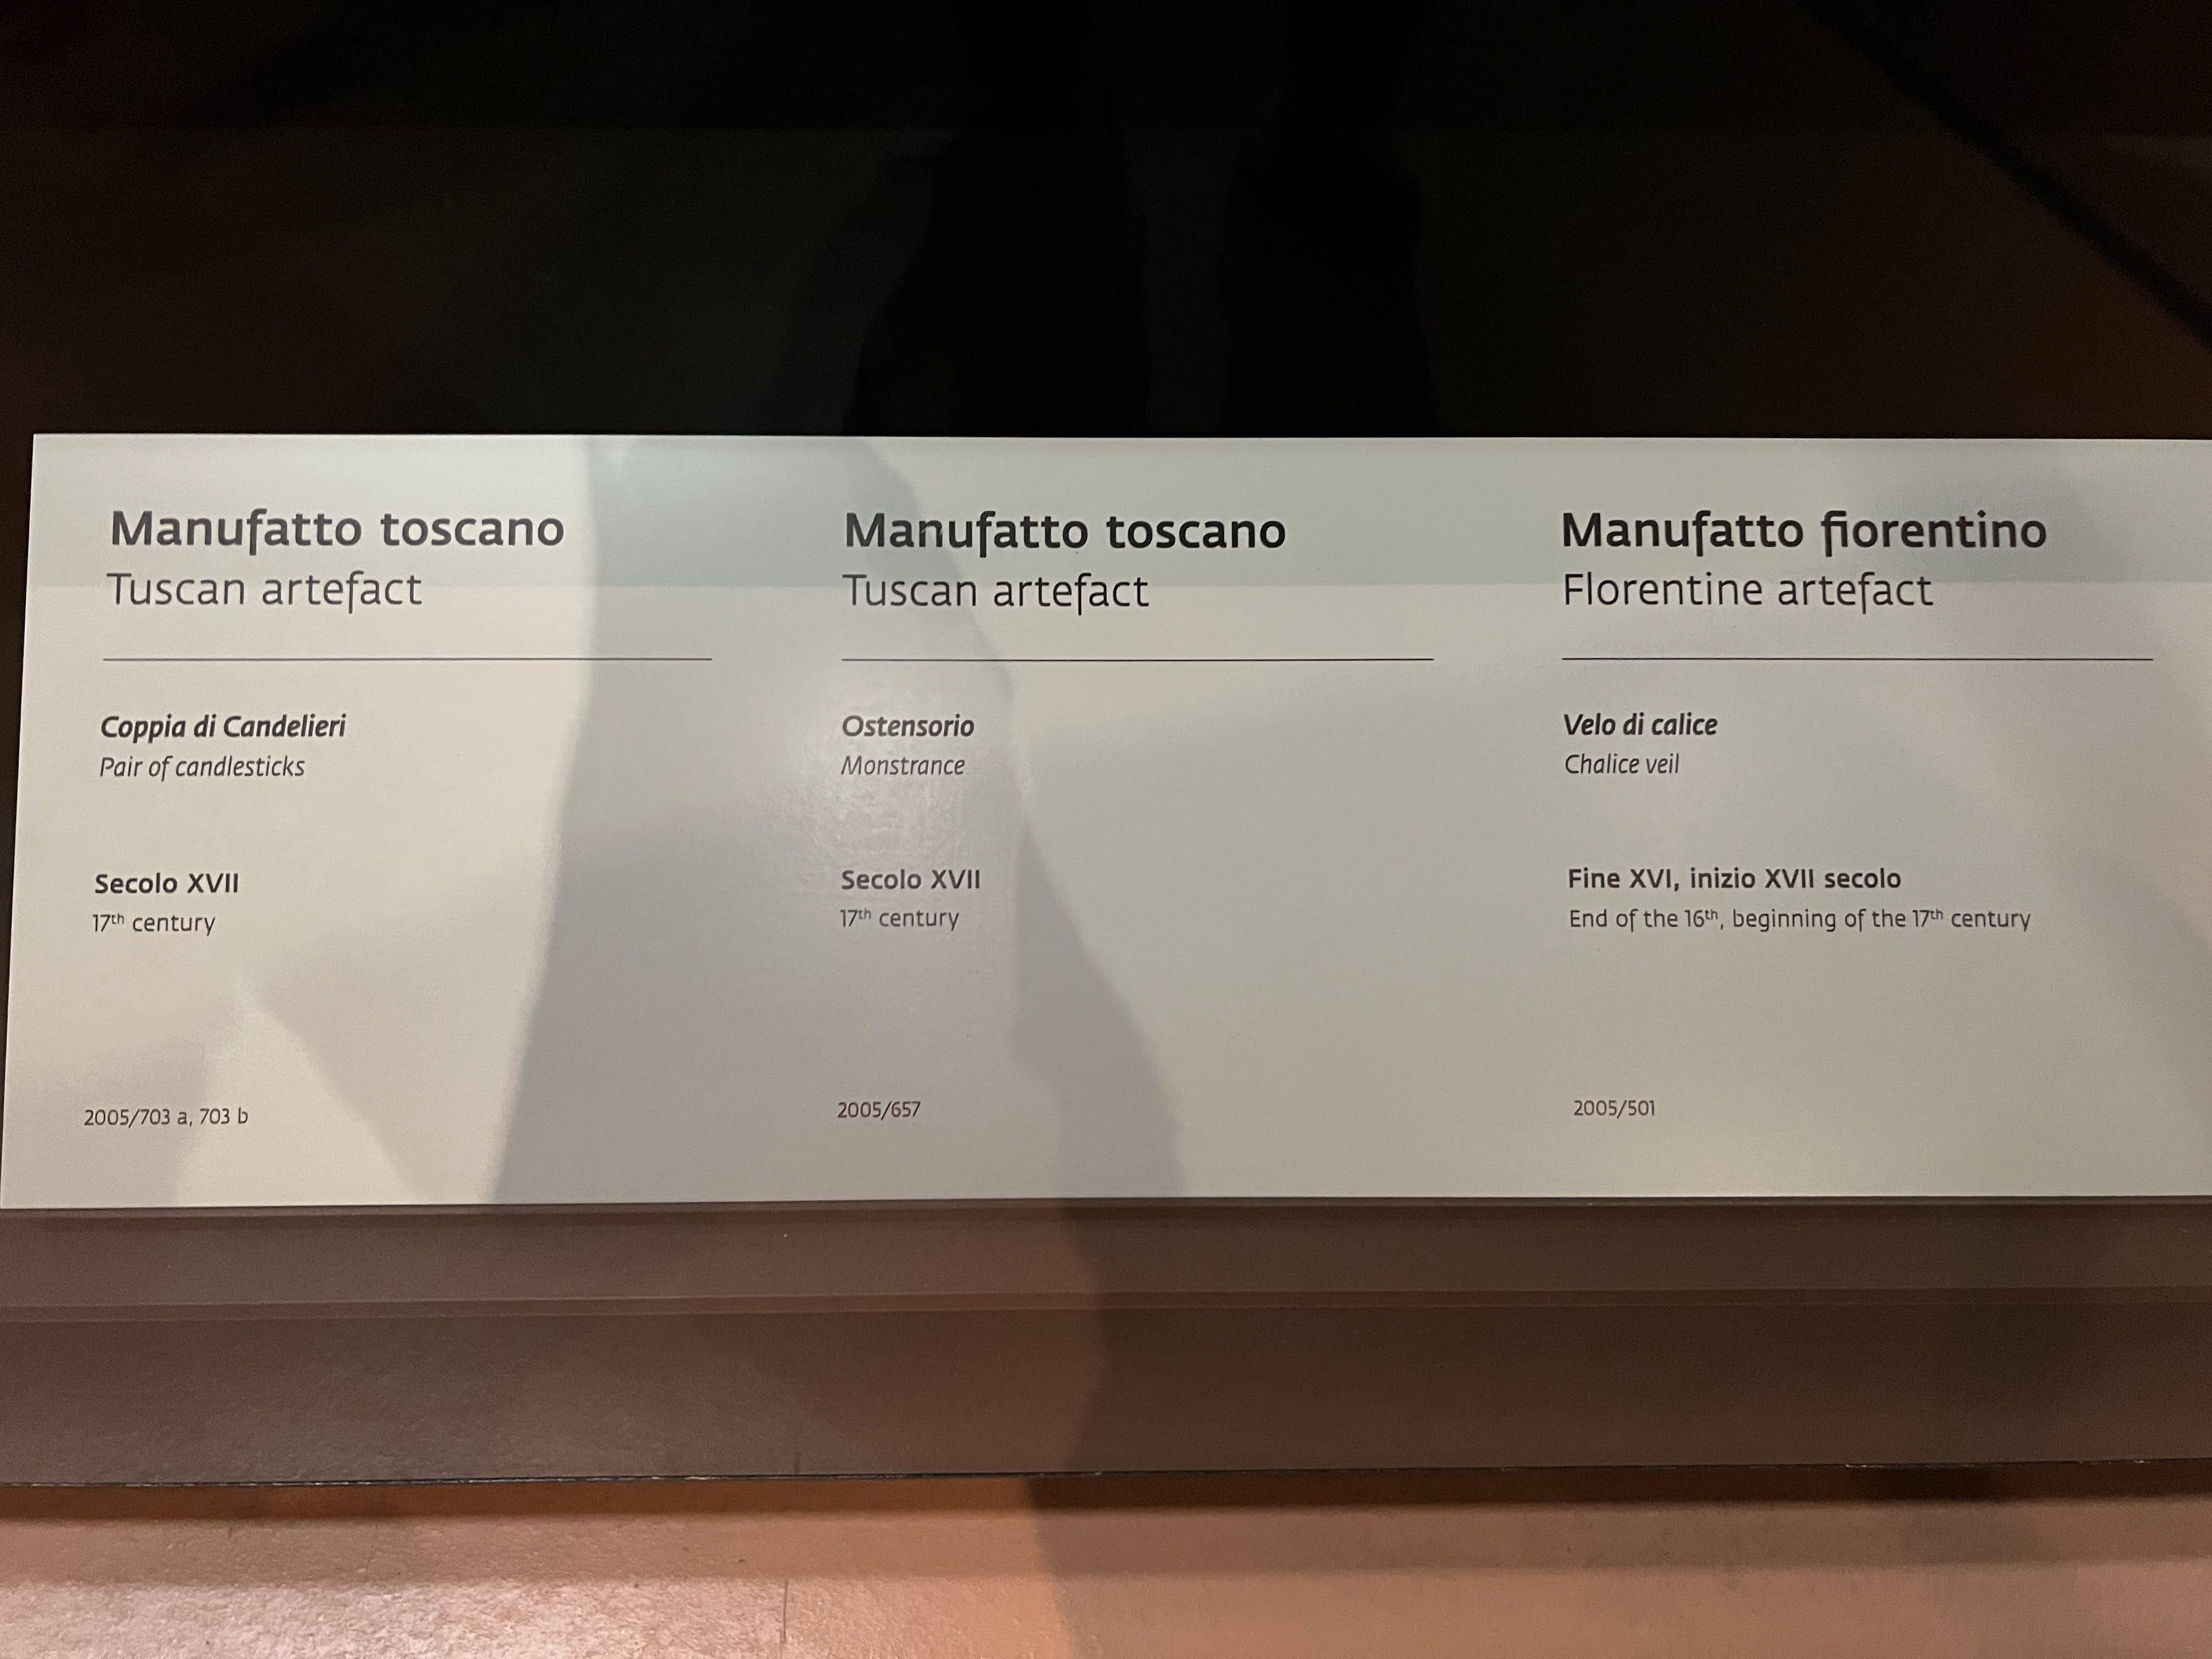 Manufatto toscano
Tuscan artefact
Coppia di Candelieri
Pair of candlesticks
Secolo XVII
17th century
2005/703 a, 703 b
Manufatto toscano
Tuscan artefact
Ostensorio
Monstrance
Secolo XVII
17th century
2005/657
Manufatto fiorentino
Florentine artefact
Velo di calice
Chalice veil
Fine XVI, inizio XVII secolo
End of the 16th, beginning of the 17th century
2005/501